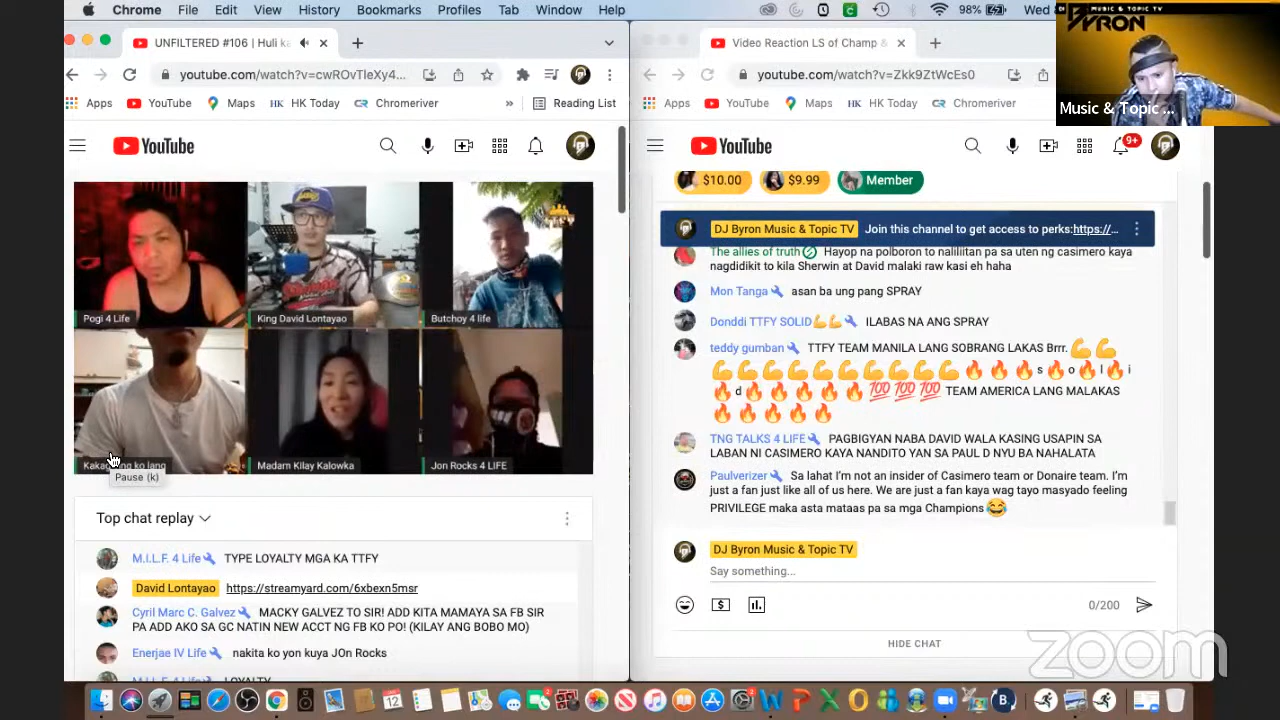 File
Edit
View
History
Bookmarks
Profiles
Tab
Window
Help
98%
MUSIC & TOPIC TV
BYRON
Music & Topic ...
UNFILTERED #106 | Huli ka
youtube.com/watch?v=cwROvTleXy4...
Apps
YouTube
Maps
HK Today
Chromeriver
Reading List
YouTube
Pogi 4 Life
King David Lontayao
Butchoy 4 life
Madam Kilay Kalowka
Jon Rocks 4 LIFE
Pause (k)
Top chat replay
M.I.L.F. 4 Life TYPE LOYALTY MGA KA TTFY
David Lontayao https://streamyard.com/6xbexn5msr
Cyril Marc C. Galvez MACKY GALVEZ TO SIR! ADD KITA MAMAYA SA FB SIR
PA ADD AKO SA GC NATIN NEW ACCT NG FB KO PO! (KILAY ANG BOBO MO)
Enerjae IV Life nakita ko yon kuya JOn Rocks
M.I.L.F. 4 Life LOYALTY
Video Reaction LS of Champ &
youtube.com/watch?v=Zkk9ZtWcEs0
Apps
YouTube
Maps
HK Today
Chromeriver
YouTube
9+
$10.00
$9.99
Member
DJ Byron Music & Topic TV Join this channel to get access to perks:https://...
The allies of truth Hayop na polboron to nalilitan pa sa uten ng casimero kaya
nagdidikit to kila Sherwin at David malaki raw kasi eh haha
Mon Tanga asan ba ung pang SPRAY
Donddi TTFY SOLID💪💪 ILABAS NA ANG SPRAY
teddy gumban TTFY TEAM MANILA LANG SOBRANG LAKAS Brrr.💪💪
💪💪💪💪💪💪💪💪💪💪🔥🔥🔥s🔥o🔥l🔥i
🔥d🔥🔥🔥🔥🔥💯💯💯 TEAM AMERICA LANG MALAKAS
🔥🔥🔥🔥🔥
TNG TALKS 4 LIFE PAGBIGYAN NABA DAVID WALA KASING USAPIN SA
LABAN NI CASIMERO KAYA NANDITO YAN SA PAUL D NYU BA NAHALATA
Paulverizer Sa lahat I'm not an insider of Casimero team or Donaire team. I'm
just a fan just like all of us here. We are just a fan kaya wag tayo masyado feeling
PRIVILEGE maka asta mataas pa sa mga Champions😂
DJ Byron Music & Topic TV
Say something...
0/200
HIDE CHAT
zoom